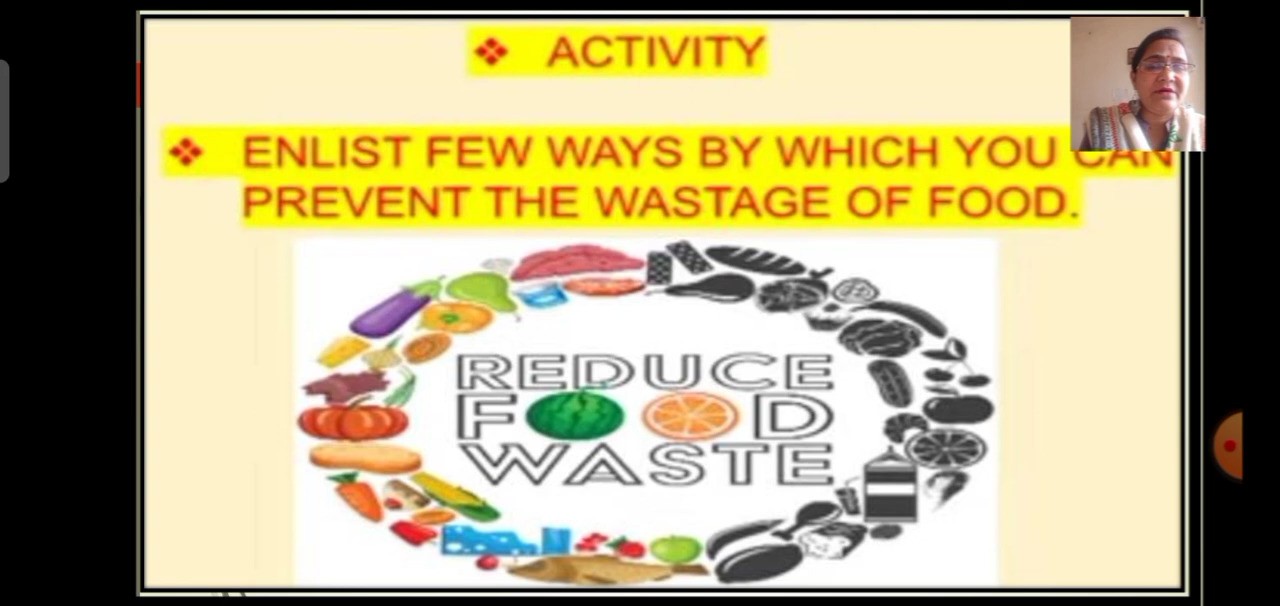 ❖ ACTIVITY
❖ ENLIST FEW WAYS BY WHICH YOU CAN
PREVENT THE WASTAGE OF FOOD.
REDUCE
FOOD
WASTE